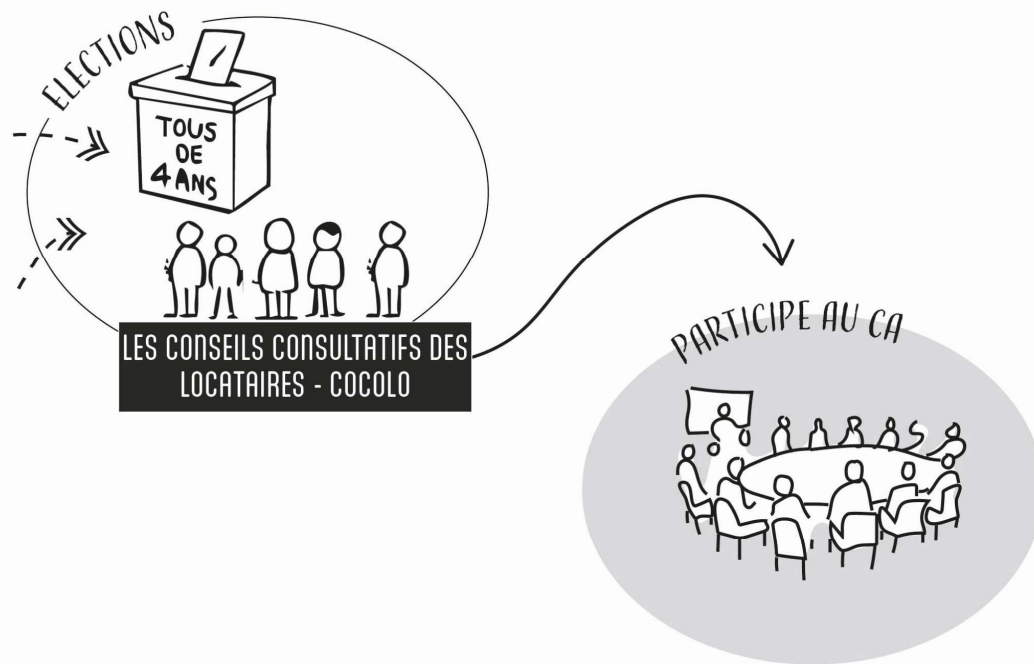 ELECTIONS
TOUS
DE
4 ANS
LES CONSEILS CONSULTATIFS DES
LOCATAIRES - COCOLO
PARTICIPE AU CA